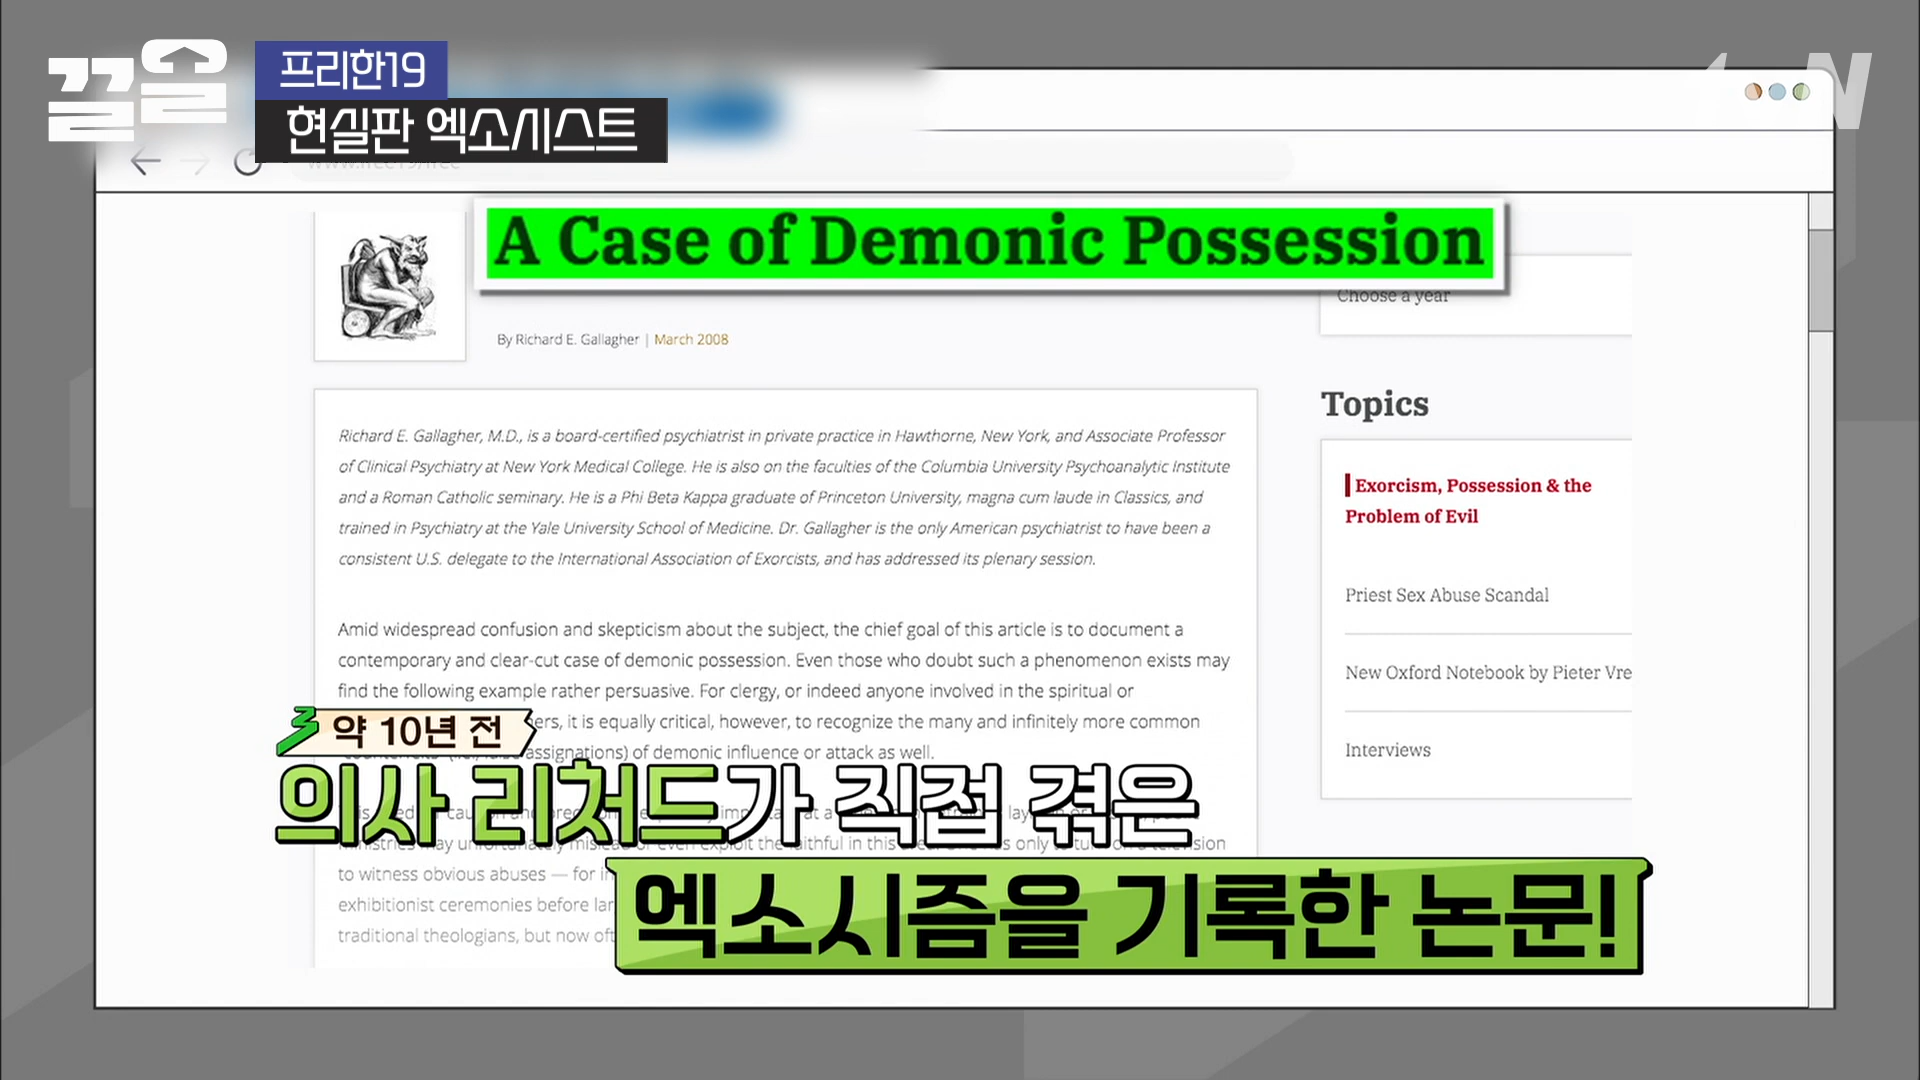 끌올
프리한19
현실판 엑소시스트
N
A Case of Demonic Possession
Choose a year
By Richard E. Gallagher | March 2008
Topics
Richard E. Gallagher, M.D., is a board-certified psychiatrist in private practice in Hawthorne, New York, and Associate Professor
of Clinical Psychiatry at New York Medical College. He is also on the faculties of the Columbia University Psychoanalytic Institute
and a Roman Catholic seminary. He is a Phi Beta Kappa graduate of Princeton University, magna cum laude in Classics, and
trained in Psychiatry at the Yale University School of Medicine. Dr. Gallagher is the only American psychiatrist to have been a
consistent U.S. delegate to the International Association of Exorcists, and has addressed its plenary session.
Exorcism, Possession & the
Problem of Evil
Priest Sex Abuse Scandal
New Oxford Notebook by Pieter Vre
Interviews
Amid widespread confusion and skepticism about the subject, the chief goal of this article is to document a
contemporary and clear-cut case of demonic possession. Even those who doubt such a phenomenon exists may
find the following example rather persuasive. For clergy, or indeed anyone involved in the spiritual or
it is equally critical, however, to recognize the many and infinitely more common
assignations) of demonic influence or attack as well.
약 10년 전
의사 리처드가 직접 겪은
to witness obvious abuses — for
exhibitionist ceremonies before
traditional theologians, but now
엑소시즘을 기록한 논문!